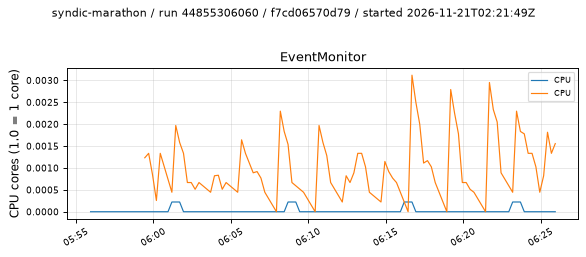 syndic-marathon / run 44855306060 / f7cd06570d79 / started 2026-11-21T02:21:49Z
EventMonitor
CPU cores (1.0 = 1 core)
0.0030
0.0025
0.0020
0.0015
0.0010
0.0005
0.0000
CPU
CPU
05:55
06:00
06:05
06:10
06:15
06:20
06:25